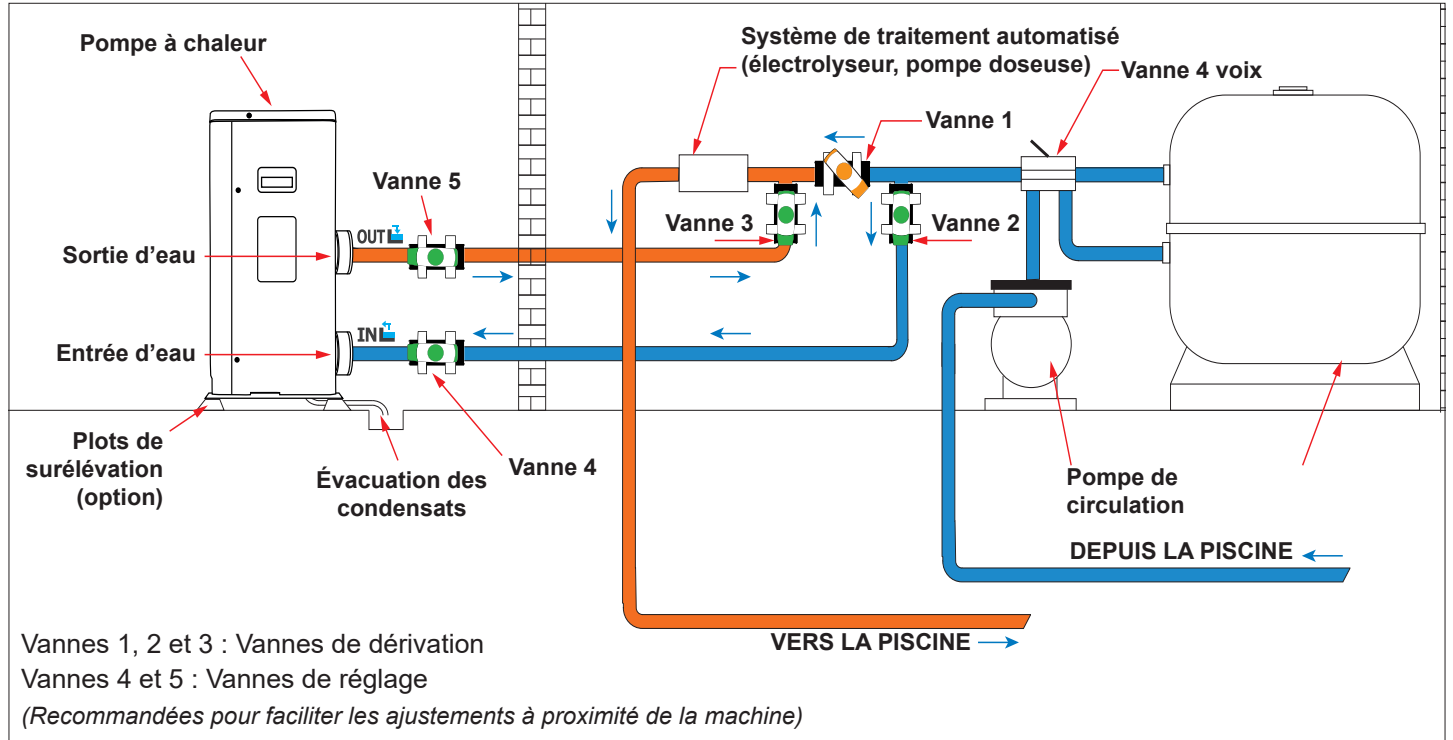 Pompe à chaleur
Système de traitement automatisé
(électrolyseur, pompe doseuse)
Vanne 4 voix
Vanne 1
Vanne 5
Vanne 3
Vanne 2
OUT
Sortie d'eau
IN
Entrée d'eau
Plots de
surélévation
(option)
Évacuation des
condensats
Vanne 4
Pompe de
circulation
DEPUIS LA PISCINE
VERS LA PISCINE
Vannes 1, 2 et 3 : Vannes de dérivation
Vannes 4 et 5 : Vannes de réglage
(Recommandées pour faciliter les ajustements à proximité de la machine)